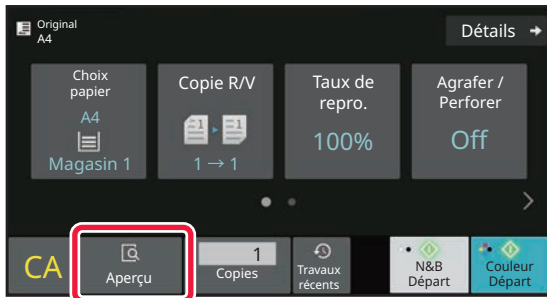 Original
A4
Détails
Choix
papier
A4
Magasin 1
Copie R/V
1 → 1
Taux de
repro.
100%
Agrafer /
Perforer
Off
CA
Aperçu
1
Copies
Travaux
récents
N&B
Départ
Couleur
Départ